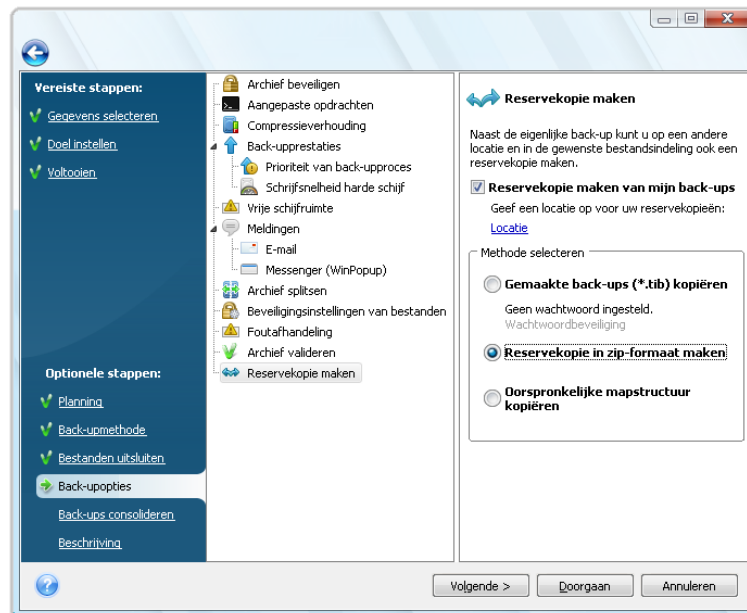 Vereiste stappen:
Gegevens selecteren
Doel instellen
Voltooien
Optionele stappen:
Planning
Back-upmethode
Bestanden uitsluiten
Back-upopties
Back-ups consolideren
Beschrijving
Archief beveiligen
Aangepaste opdrachten
Compressieverhouding
Back-upprestaties
Prioriteit van back-upproces
Schrijfsnelheid harde schijf
Vrije schijfruimte
Meldingen
E-mail
Messenger (WinPopup)
Archief splitsen
Beveiligingsinstellingen van bestanden
Foutafhandeling
Archief valideren
Reservekopie maken
Reservekopie maken
Naast de eigenlijke back-up kunt u op een andere
locatie en in de gewenste bestandsindeling ook een
reservekopie maken.
Reservekopie maken van mijn back-ups
Geef een locatie op voor uw reservekopieën:
Locatie
Methode selecteren
Gemaakte back-ups (*.tib) kopiëren
Geen wachtwoord ingesteld.
Wachtwoordbeveiliging
Reservekopie in zip-formaat maken
Oorspronkelijke mapstructuur
kopiëren
Volgende >
Doorgaan
Annuleren